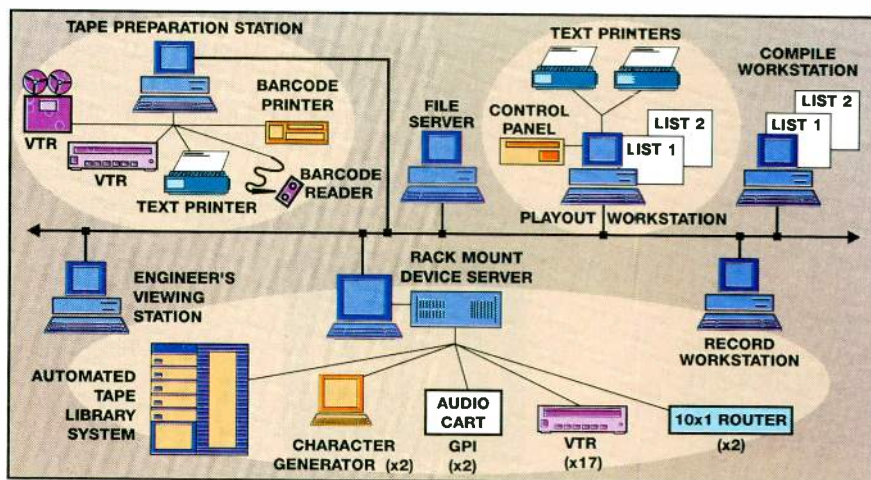 TAPE PREPARATION STATION
VTR
VTR
BARCODE
PRINTER
TEXT PRINTER
BARCODE
READER
FILE
SERVER
TEXT PRINTERS
CONTROL
PANEL
LIST 2
LIST 1
PLAYOUT WORKSTATION
COMPILE
WORKSTATION
LIST 2
LIST 1
ENGINEER'S
VIEWING
STATION
RACK MOUNT
DEVICE SERVER
RECORD
WORKSTATION
AUTOMATED
TAPE
LIBRARY
SYSTEM
CHARACTER
GENERATOR (x2)
AUDIO
CART
GPI
(x2)
VTR
(x17)
10x1 ROUTER
(x2)